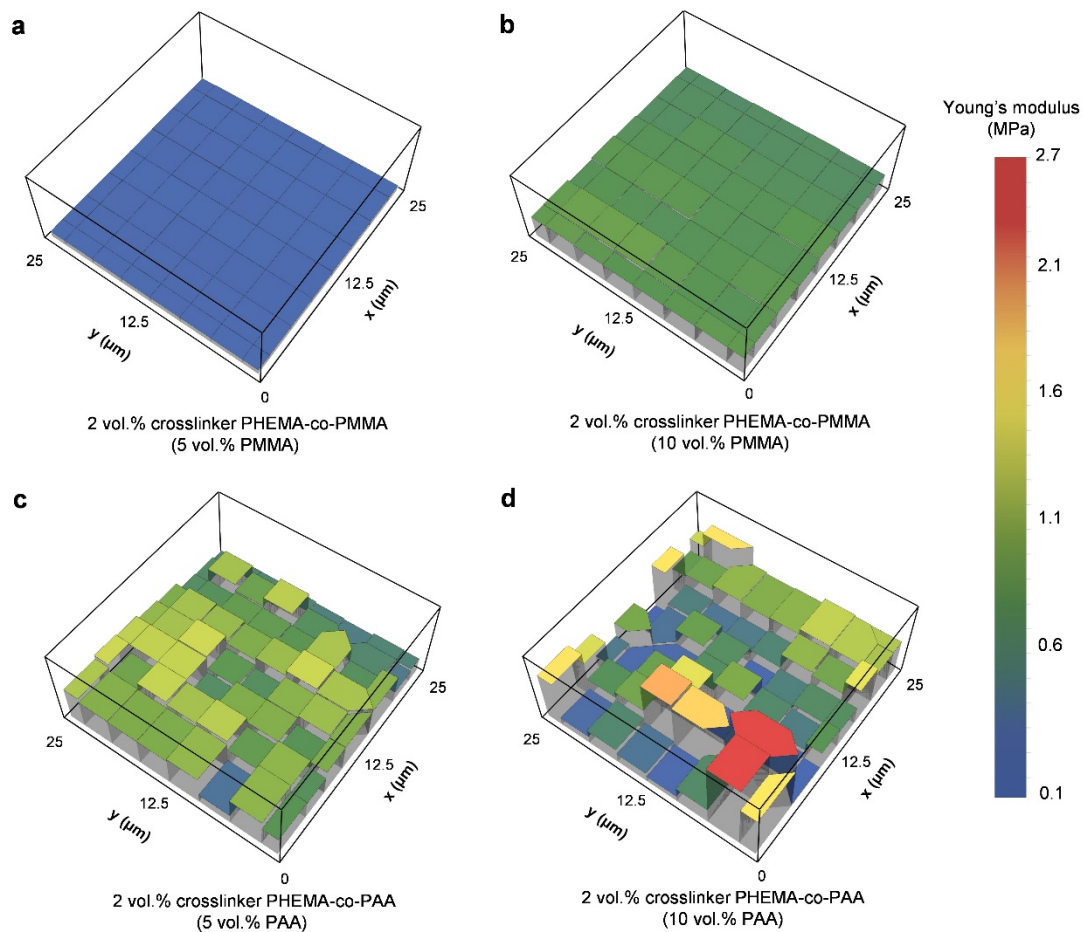 a
25
12.5
y (µm)
0
12.5
x (µm)
25
2 vol.% crosslinker PHEMA-co-PMMA
(5 vol.% PMMA)
b
25
12.5
y (µm)
0
12.5
x (µm)
25
2 vol.% crosslinker PHEMA-co-PMMA
(10 vol.% PMMA)
Young's modulus
(MPa)
2.7
2.1
1.6
1.1
0.6
0.1
c
25
12.5
y (µm)
0
12.5
x (µm)
25
2 vol.% crosslinker PHEMA-co-PAA
(5 vol.% PAA)
d
25
12.5
y (µm)
0
12.5
x (µm)
25
2 vol.% crosslinker PHEMA-co-PAA
(10 vol.% PAA)